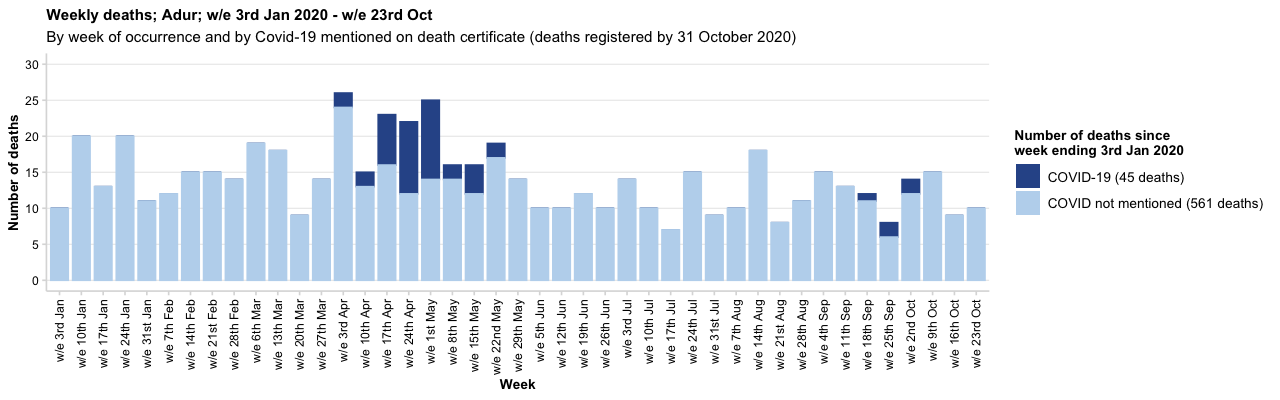 Weekly deaths; Adur; w/e 3rd Jan 2020 - w/e 23rd Oct
By week of occurrence and by Covid-19 mentioned on death certificate (deaths registered by 31 October 2020)
Number of deaths
30
25
20
15
10
5
0
w/e 3rd Jan
w/e 10th Jan
w/e 17th Jan
w/e 24th Jan
w/e 31st Jan
w/e 7th Feb
w/e 14th Feb
w/e 21st Feb
w/e 28th Feb
w/e 6th Mar
w/e 13th Mar
w/e 20th Mar
w/e 27th Mar
w/e 3rd Apr
w/e 10th Apr
w/e 17th Apr
w/e 24th Apr
w/e 1st May
w/e 8th May
w/e 15th May
w/e 22nd May
w/e 29th May
w/e 5th Jun
w/e 12th Jun
w/e 19th Jun
w/e 26th Jun
w/e 3rd Jul
w/e 10th Jul
w/e 17th Jul
w/e 24th Jul
w/e 31st Jul
w/e 7th Aug
w/e 14th Aug
w/e 21st Aug
w/e 28th Aug
w/e 4th Sep
w/e 11th Sep
w/e 18th Sep
w/e 25th Sep
w/e 2nd Oct
w/e 9th Oct
w/e 16th Oct
w/e 23rd Oct
Week
Number of deaths since
week ending 3rd Jan 2020
COVID-19 (45 deaths)
COVID not mentioned (561 deaths)